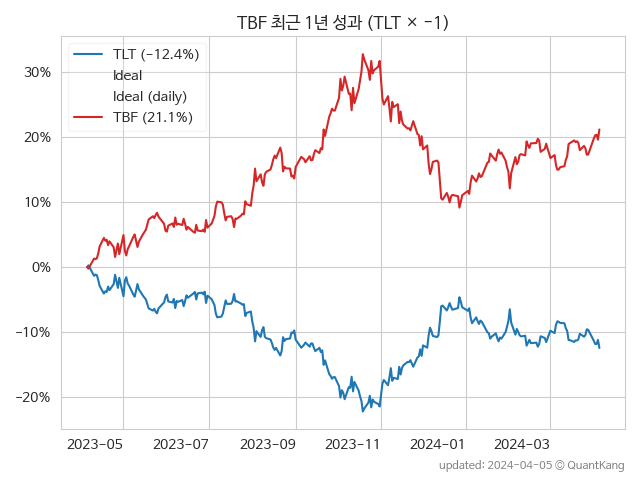 TBF 최근 1년 성과 (TLT × −1)
TLT (−12.4%)
Ideal
Ideal (daily)
TBF (21.1%)
30%
20%
10%
0%
−10%
−20%
2023-05 2023-07 2023-09 2023-11 2024-01 2024-03
updated: 2024-04-05 © QuantKang